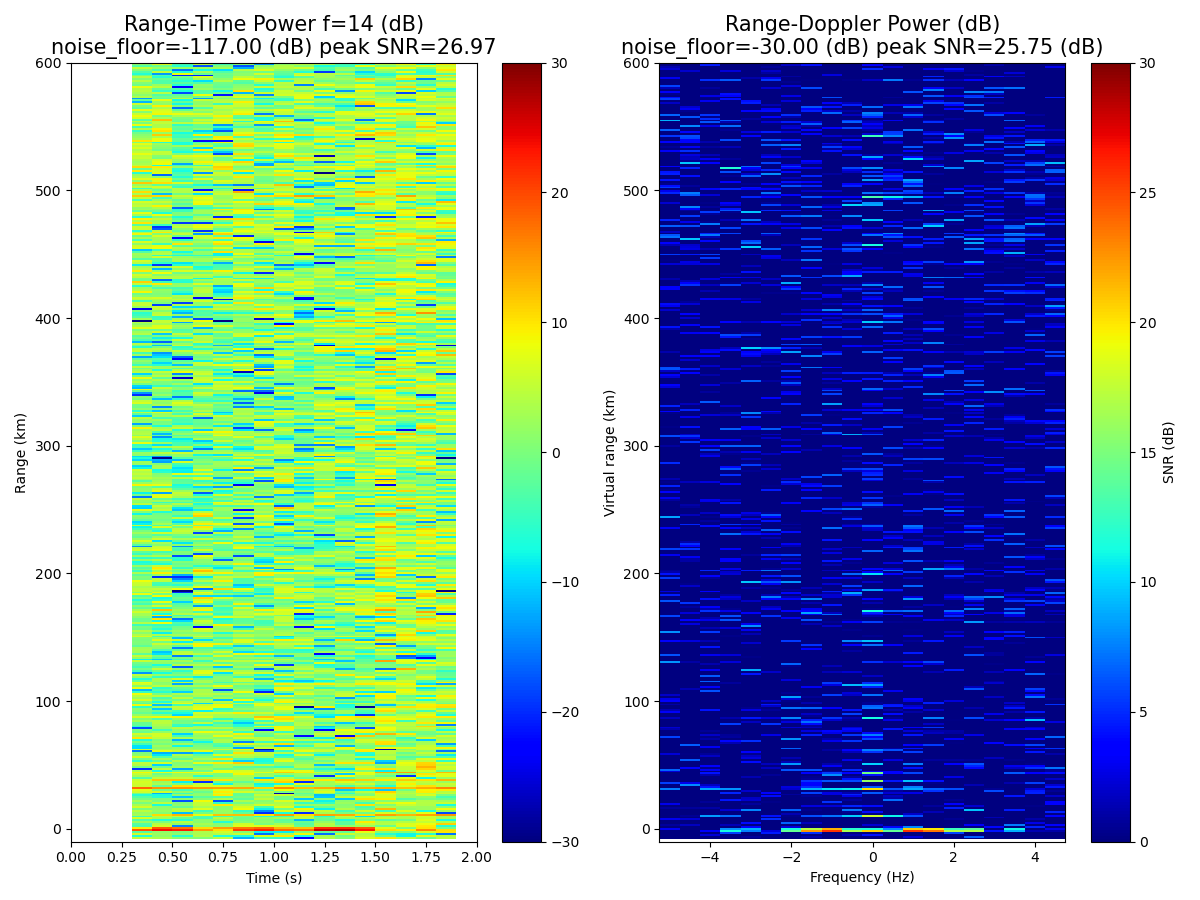 Range-Time Power f=14 (dB)
noise_floor=-117.00 (dB) peak SNR=26.97
600
500
400
300
200
100
0
Range (km)
0.00 0.25 0.50 0.75 1.00 1.25 1.50 1.75 2.00
Time (s)
30
20
10
0
−10
−20
−30
Range-Doppler Power (dB)
noise_floor=-30.00 (dB) peak SNR=25.75 (dB)
600
500
400
300
200
100
0
Virtual range (km)
−4 −2 0 2 4
Frequency (Hz)
30
25
20
15
10
5
0
SNR (dB)